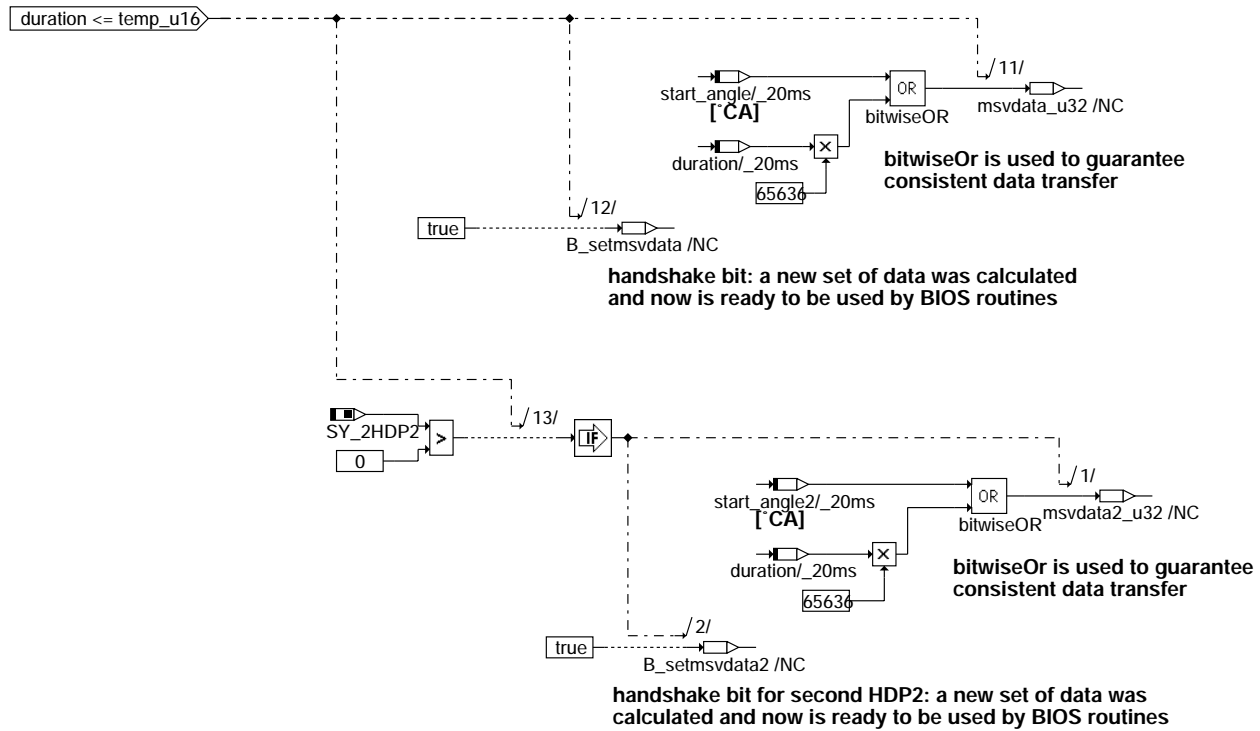 duration <= temp_u16
/11/
start_angle/_20ms
[°CA]
OR
bitwiseOR
msvdata_u32 /NC
duration/_20ms
×
65636
bitwiseOr is used to guarantee
consistent data transfer
/12/
true
B_setmsvdata /NC
handshake bit: a new set of data was calculated
and now is ready to be used by BIOS routines
/13/
SY_2HDP2
>
0
IF
/1/
start_angle2/_20ms
[°CA]
OR
bitwiseOR
msvdata2_u32 /NC
duration/_20ms
×
65636
bitwiseOr is used to guarantee
consistent data transfer
/2/
true
B_setmsvdata2 /NC
handshake bit for second HDP2: a new set of data was
calculated and now is ready to be used by BIOS routines